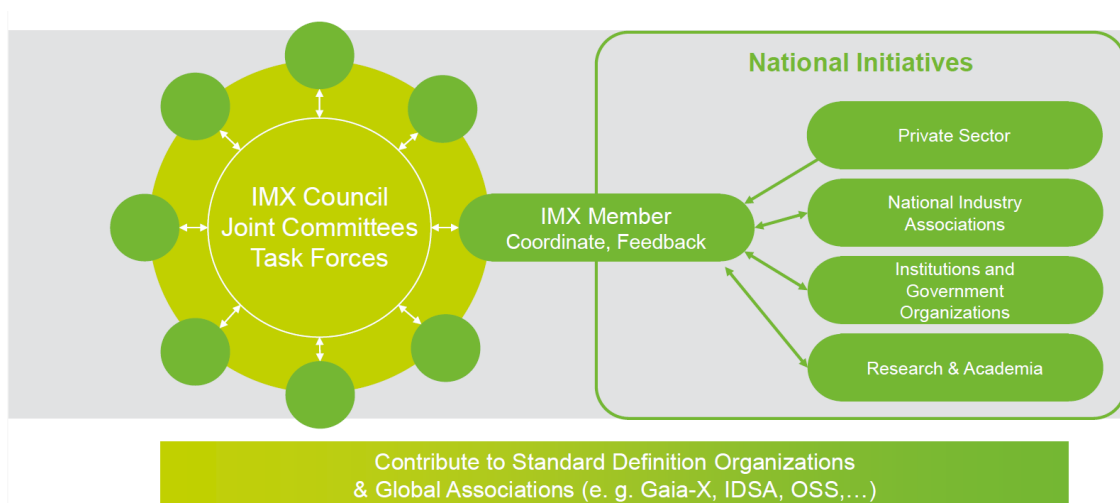 National Initiatives
IMX Council
Joint Committees
Task Forces
IMX Member
Coordinate, Feedback
Private Sector
National Industry
Associations
Institutions and
Government
Organizations
Research & Academia
Contribute to Standard Definition Organizations
& Global Associations (e. g. Gaia-X, IDSA, OSS,…)